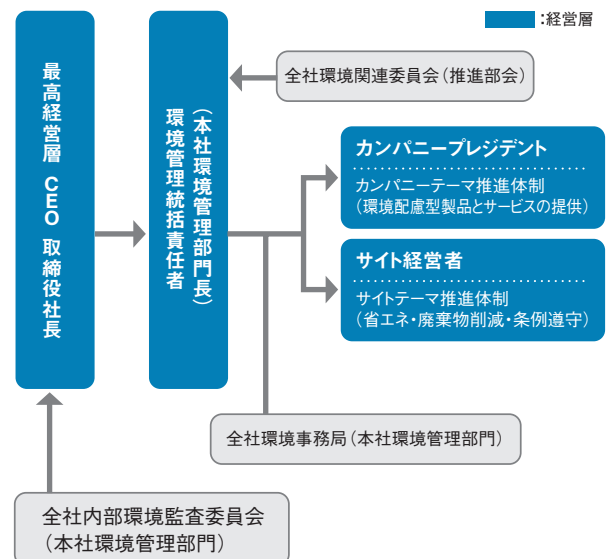 :経営層
最高経営層 CEO 取締役社長
環境管理統括責任者
(本社環境管理部門長)
全社環境関連委員会(推進部会)
カンパニープレジデント
カンパニーテーマ推進体制
(環境配慮型製品とサービスの提供)
サイト経営者
サイトテーマ推進体制
(省エネ・廃棄物削減・条例遵守)
全社環境事務局(本社環境管理部門)
全社内部環境監査委員会
(本社環境管理部門)